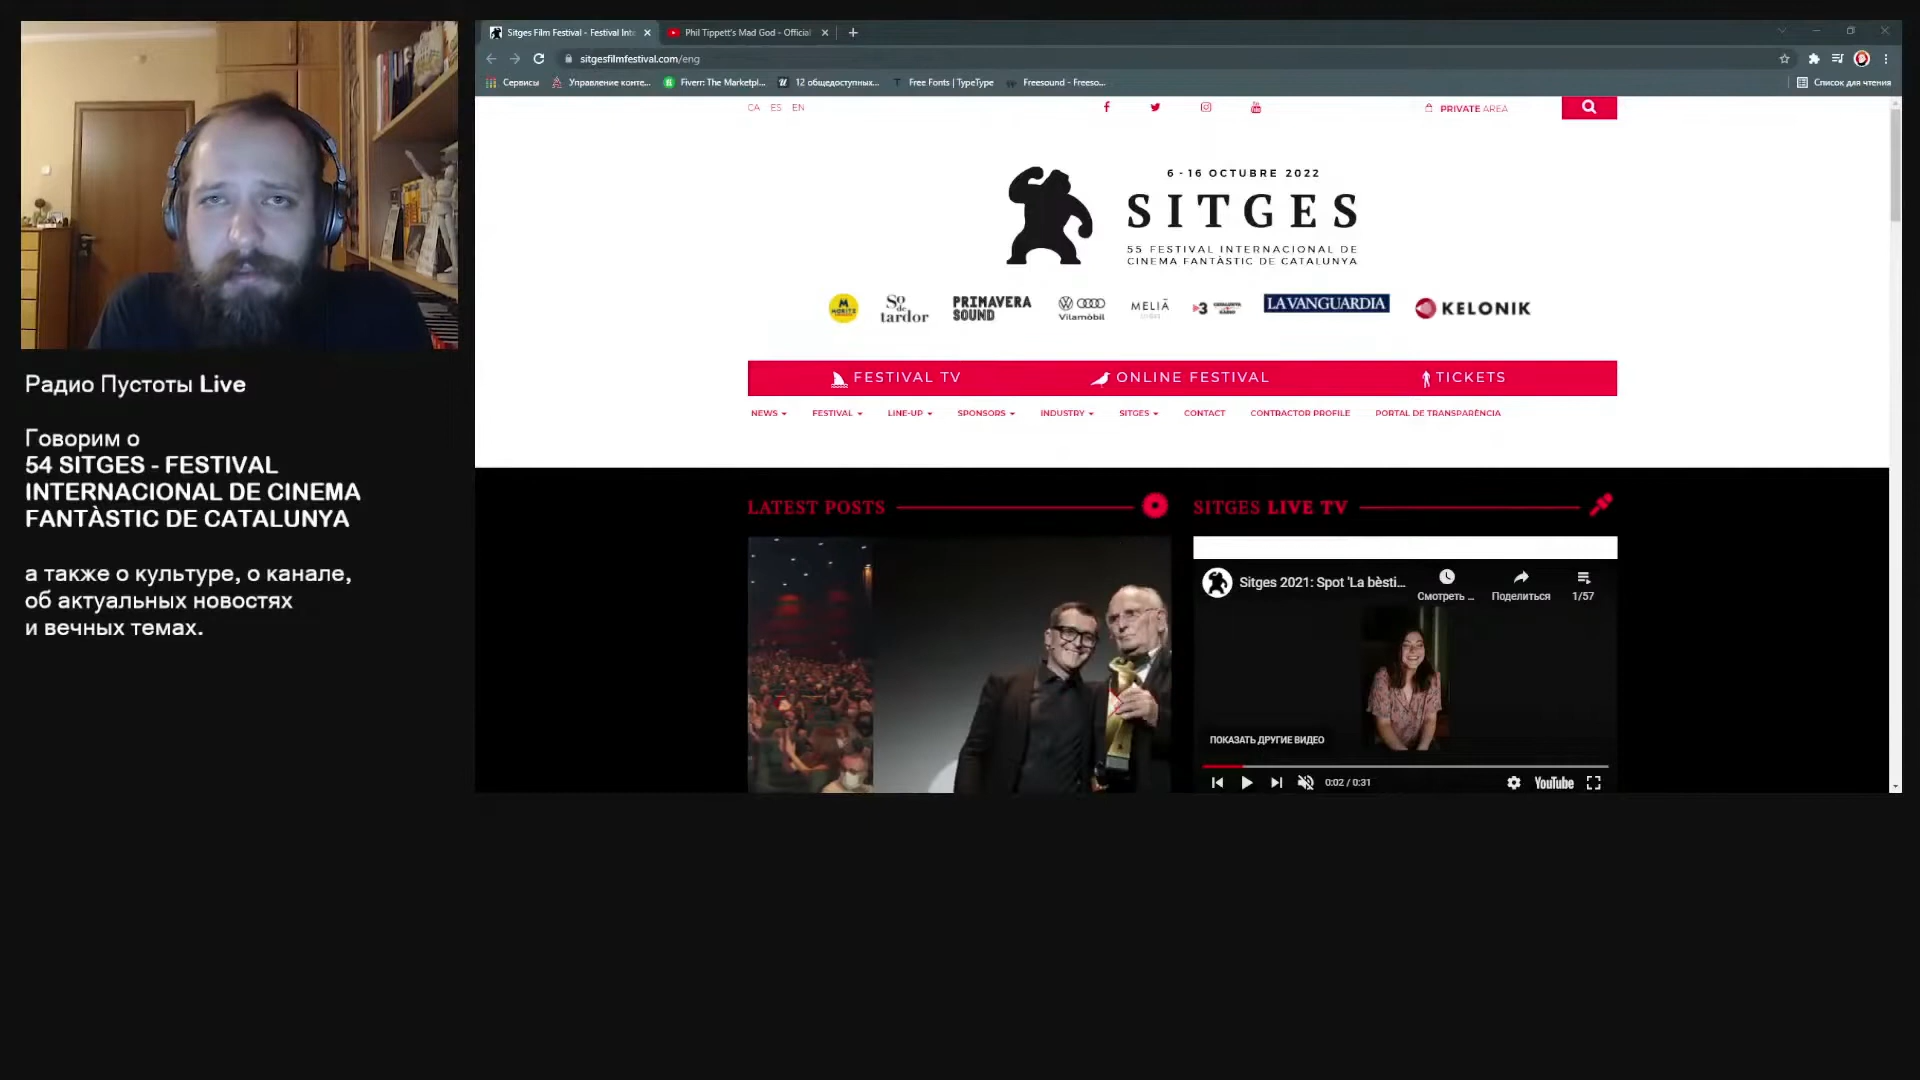 Sitges Film Festival - Festival Inte
Phil Tippett's Mad God - Official
sitgesfilmfestival.com/eng
Сервисы
Управление конте...
Fiverr: The Marketpl...
12 общедоступных...
Free Fonts | TypeType
Freesound - Freeso...
Список для чтения
CA ES EN
PRIVATE AREA
6 - 16 OCTUBRE 2022
SITGES
55 FESTIVAL INTERNACIONAL DE
CINEMA FANTÀSTIC DE CATALUNYA
M
MORITZ
So
de
tardor
PRIMAVERA
SOUND
Vilamòbil
MELIÃ
3
LA VANGUARDIA
KELONIK
FESTIVAL TV
ONLINE FESTIVAL
TICKETS
NEWS
FESTIVAL
LINE-UP
SPONSORS
INDUSTRY
SITGES
CONTACT
CONTRACTOR PROFILE
PORTAL DE TRANSPARÈNCIA
LATEST POSTS
SITGES LIVE TV
Sitges 2021: Spot 'La bèsti...
Смотреть ...
Поделиться
1/57
ПОКАЗАТЬ ДРУГИЕ ВИДЕО
0:02 / 0:31
YouTube
Радио Пустоты Live
Говорим о
54 SITGES - FESTIVAL
INTERNACIONAL DE CINEMA
FANTÀSTIC DE CATALUNYA
а также о культуре, о канале,
об актуальных новостях
и вечных темах.